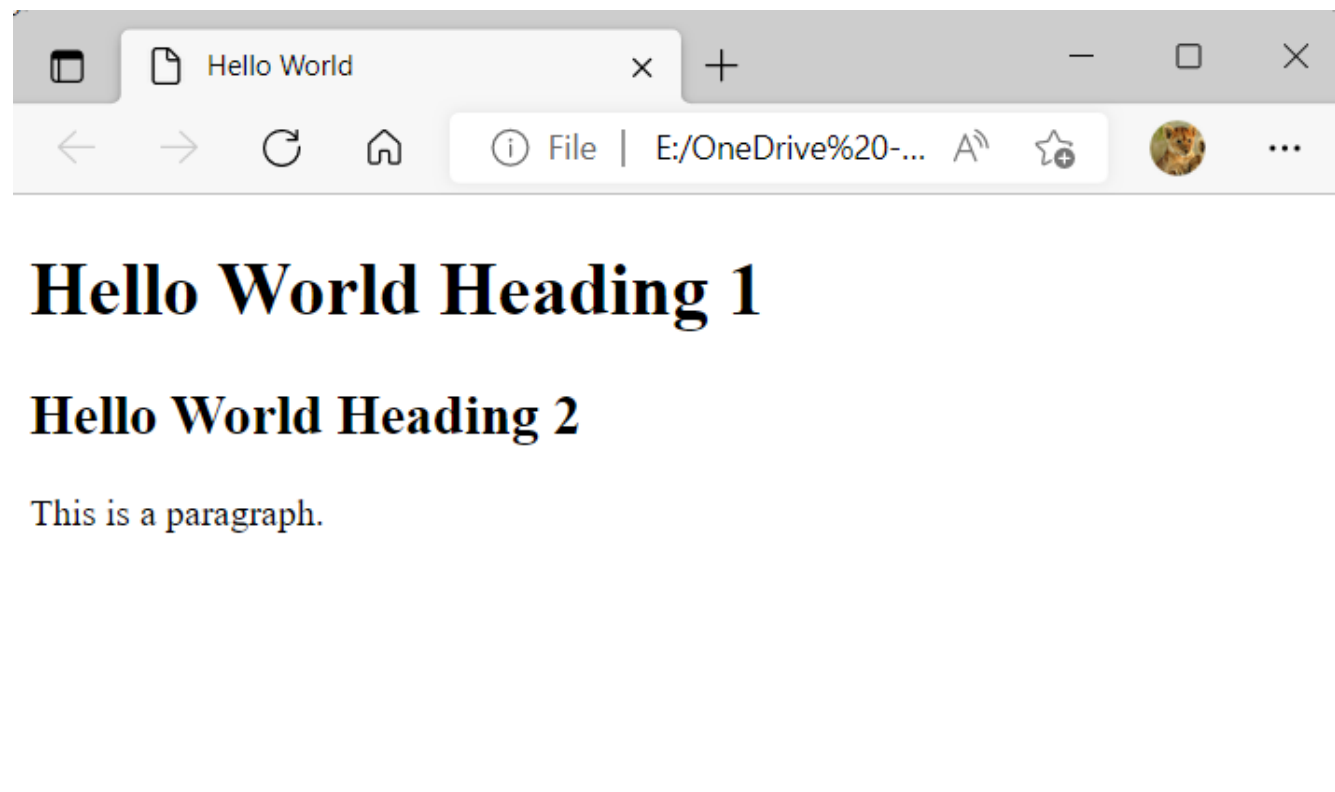 Hello World
File | E:/OneDrive%20-...
Hello World Heading 1
Hello World Heading 2
This is a paragraph.